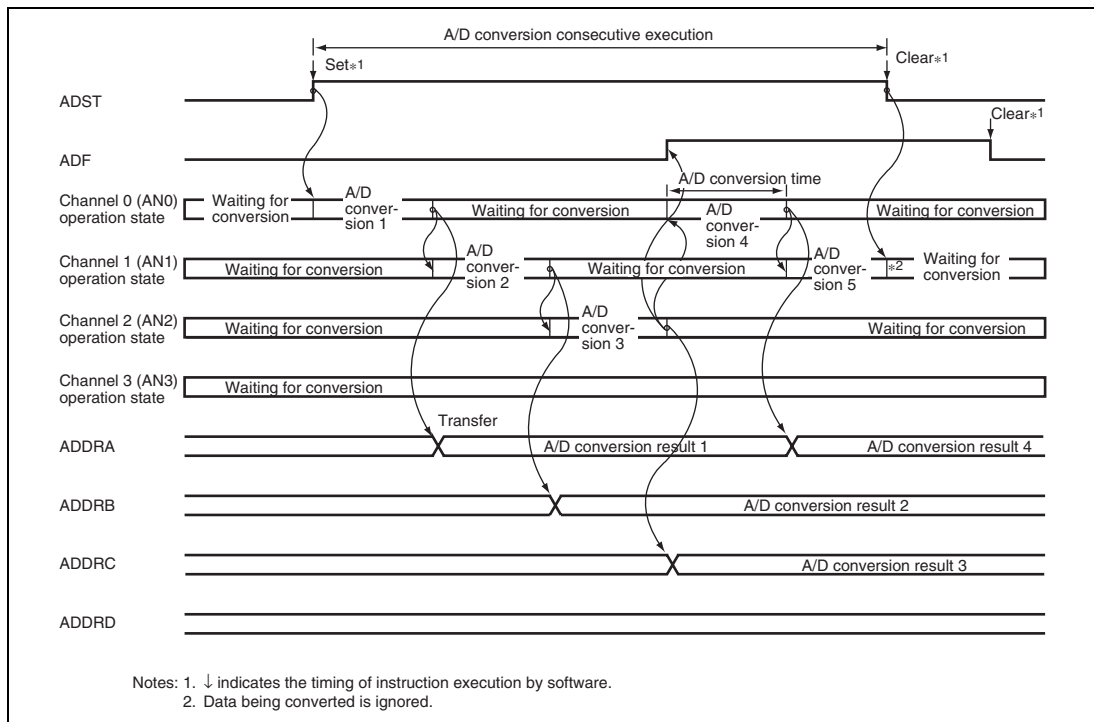 A/D conversion consecutive execution
Set*1
Clear*1
ADST
Clear*1
ADF
A/D conversion time
Channel 0 (AN0)
operation state
Waiting for
conversion
A/D
conver-
sion 1
Waiting for conversion
A/D
conver-
sion 4
Waiting for conversion
Channel 1 (AN1)
operation state
Waiting for conversion
A/D
conver-
sion 2
Waiting for conversion
A/D
conver-
sion 5
*2
Waiting for
conversion
Channel 2 (AN2)
operation state
Waiting for conversion
A/D
conver-
sion 3
Waiting for conversion
Channel 3 (AN3)
operation state
Waiting for conversion
Transfer
ADDRA
A/D conversion result 1
A/D conversion result 4
ADDRB
A/D conversion result 2
ADDRC
A/D conversion result 3
ADDRD
Notes: 1. ↓ indicates the timing of instruction execution by software.
2. Data being converted is ignored.